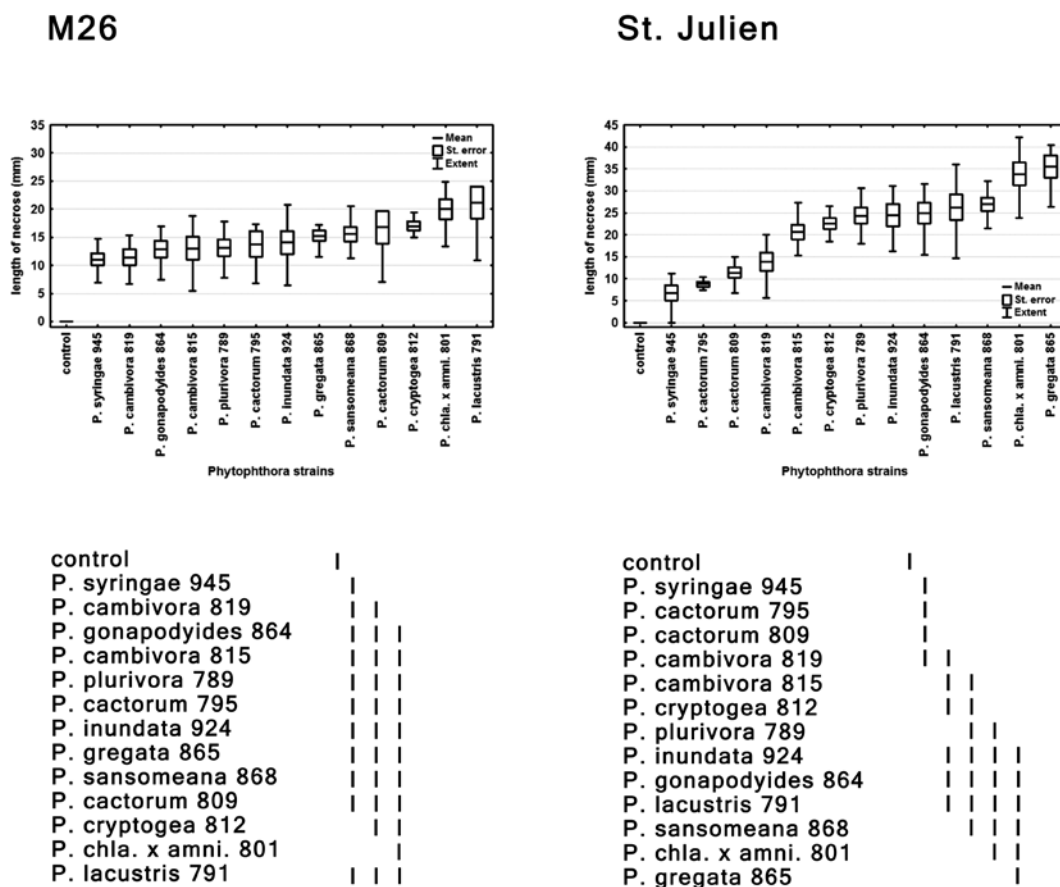 M26
35
30
25
20
15
10
5
0
length of necrose (mm)
Mean
St. error
Extent
control
P. syringae 945
P. cambivora 819
P. gonapodyides 864
P. cambivora 815
P. plurivora 789
P. cactorum 795
P. inundata 924
P. gregata 865
P. sansomeana 868
P. cactorum 809
P. cryptogea 812
P. chla. x amni. 801
P. lacustris 791
Phytophthora strains
control
P. syringae 945
P. cambivora 819
P. gonapodyides 864
P. cambivora 815
P. plurivora 789
P. cactorum 795
P. inundata 924
P. gregata 865
P. sansomeana 868
P. cactorum 809
P. cryptogea 812
P. chla. x amni. 801
P. lacustris 791
St. Julien
45
40
35
30
25
20
15
10
5
0
length of necrose (mm)
Mean
St. error
Extent
control
P. syringae 945
P. cactorum 795
P. cactorum 809
P. cambivora 819
P. cambivora 815
P. cryptogea 812
P. plurivora 789
P. inundata 924
P. gonapodyides 864
P. lacustris 791
P. sansomeana 868
P. chla. x amni. 801
P. gregata 865
Phytophthora strains
control
P. syringae 945
P. cactorum 795
P. cactorum 809
P. cambivora 819
P. cambivora 815
P. cryptogea 812
P. plurivora 789
P. inundata 924
P. gonapodyides 864
P. lacustris 791
P. sansomeana 868
P. chla. x amni. 801
P. gregata 865